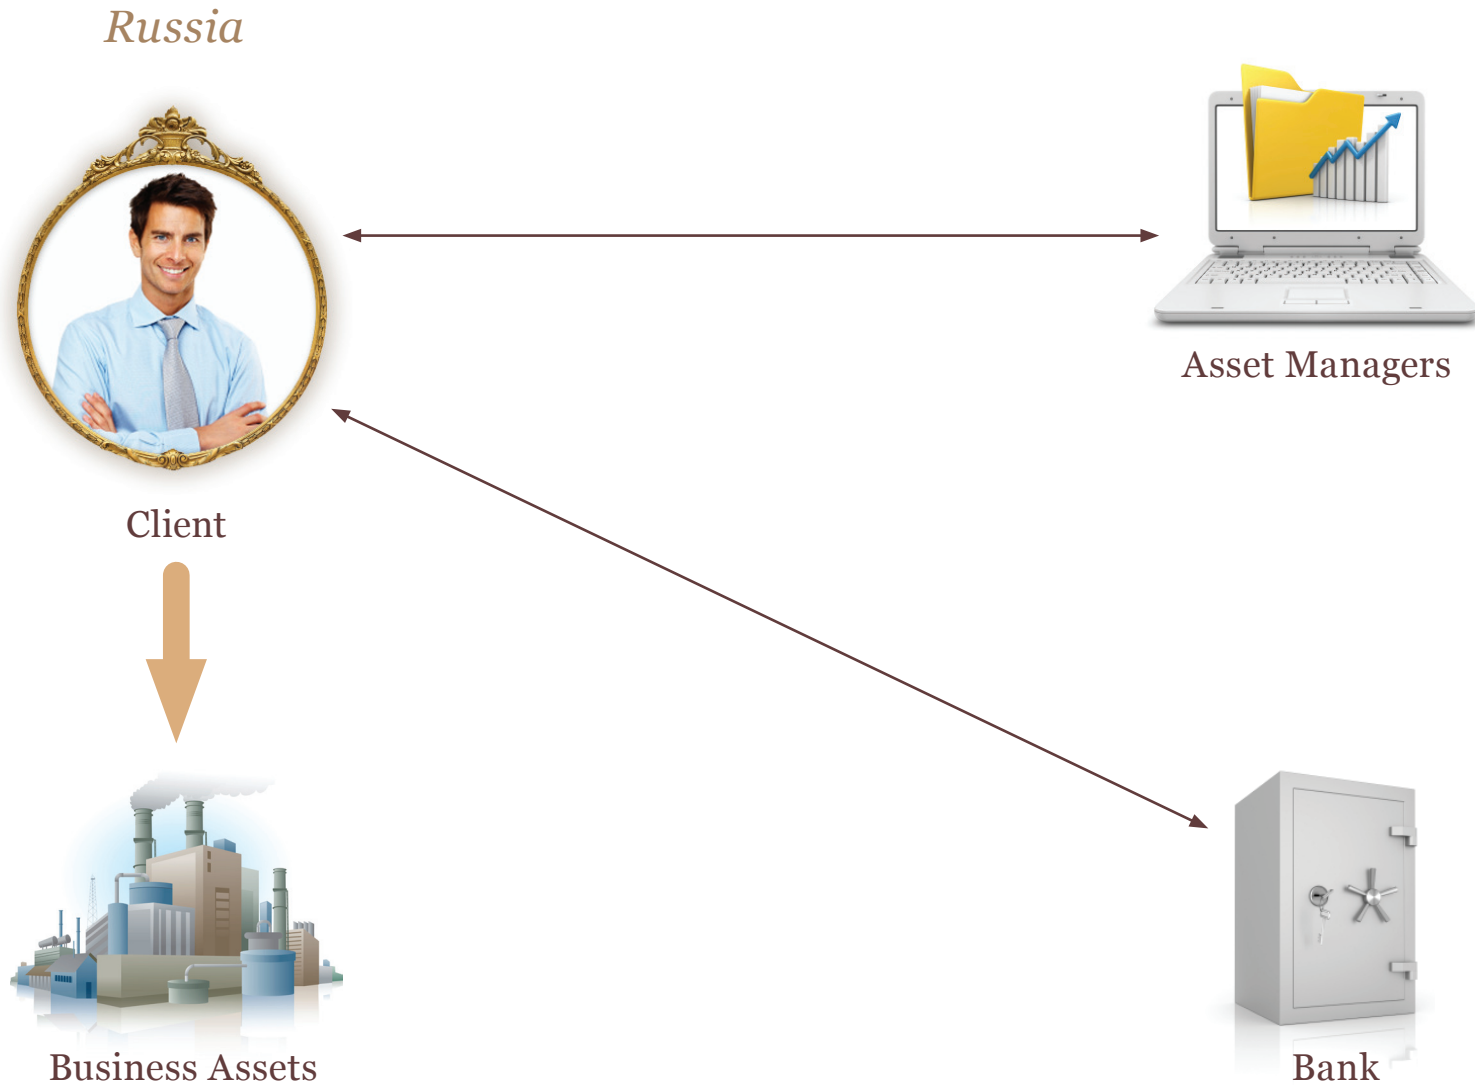 Russia
Asset Managers
Client
Business Assets
Bank